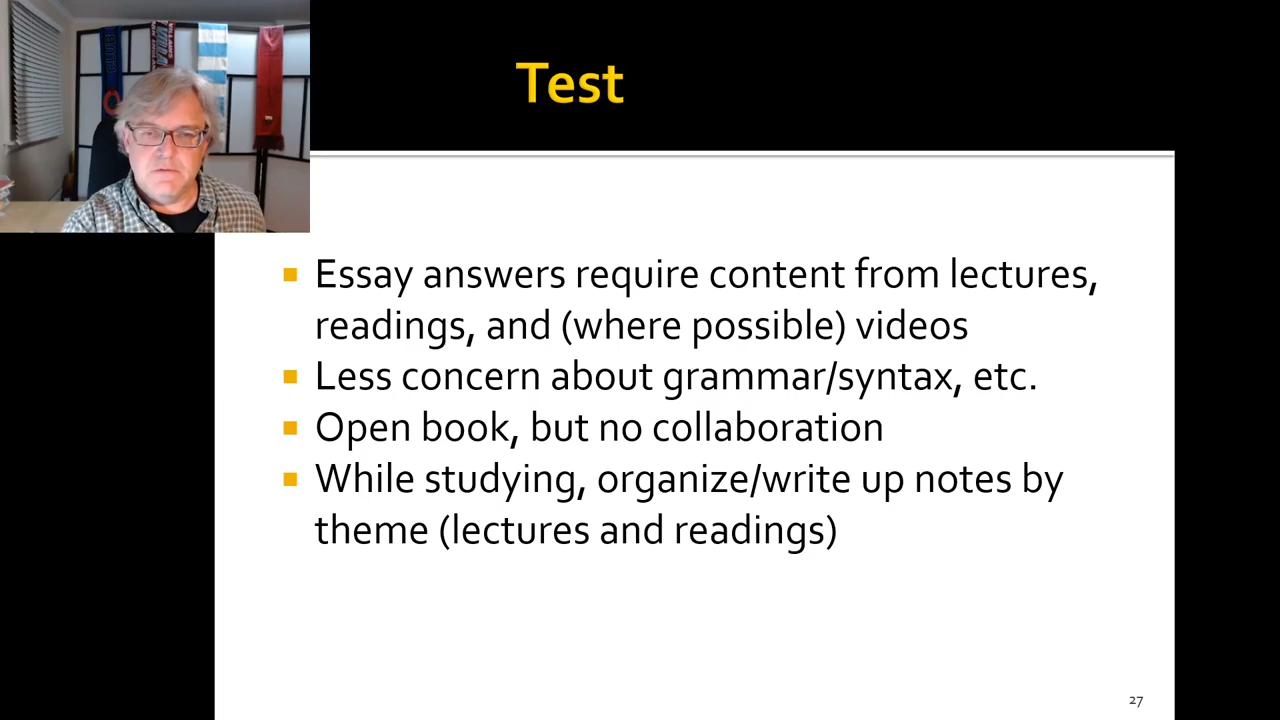 Test
Essay answers require content from lectures,
readings, and (where possible) videos
Less concern about grammar/syntax, etc.
Open book, but no collaboration
While studying, organize/write up notes by
theme (lectures and readings)
27